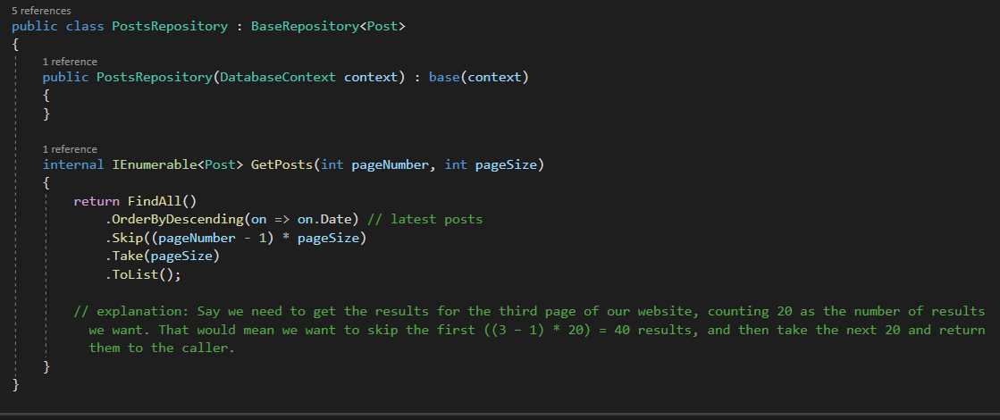 5 references
public class PostsRepository : BaseRepository<Post>
{
1 reference
public PostsRepository(DatabaseContext context) : base(context)
{
}
1 reference
internal IEnumerable<Post> GetPosts(int pageNumber, int pageSize)
{
return FindAll()
.OrderByDescending(on => on.Date) // latest posts
.Skip((pageNumber - 1) * pageSize)
.Take(pageSize)
.ToList();
// explanation: Say we need to get the results for the third page of our website, counting 20 as the number of results
we want. That would mean we want to skip the first ((3 – 1) * 20) = 40 results, and then take the next 20 and return
them to the caller.
}
}